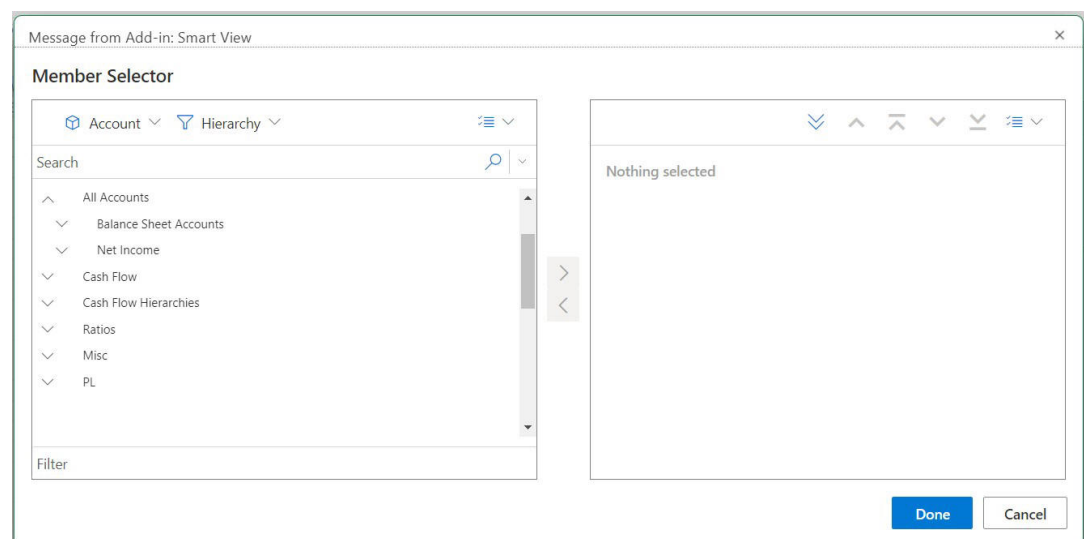 Message from Add-in: Smart View
Member Selector
Account Hierarchy
Search
All Accounts
Balance Sheet Accounts
Net Income
Cash Flow
Cash Flow Hierarchies
Ratios
Misc
PL
Filter
Nothing selected
Done Cancel